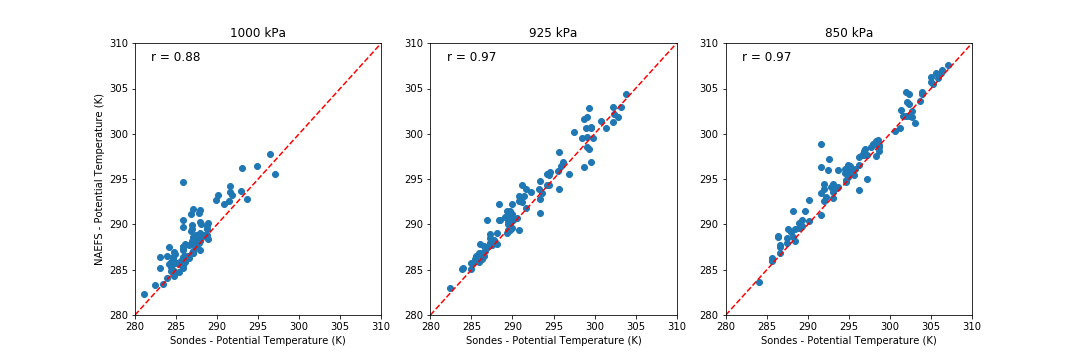 1000 kPa
925 kPa
850 kPa
r = 0.88
r = 0.97
r = 0.97
NAEFS - Potential Temperature (K)
310
305
300
295
290
285
280
280 285 290 295 300 305 310
Sondes - Potential Temperature (K)
310
305
300
295
290
285
280
280 285 290 295 300 305 310
Sondes - Potential Temperature (K)
310
305
300
295
290
285
280
280 285 290 295 300 305 310
Sondes - Potential Temperature (K)